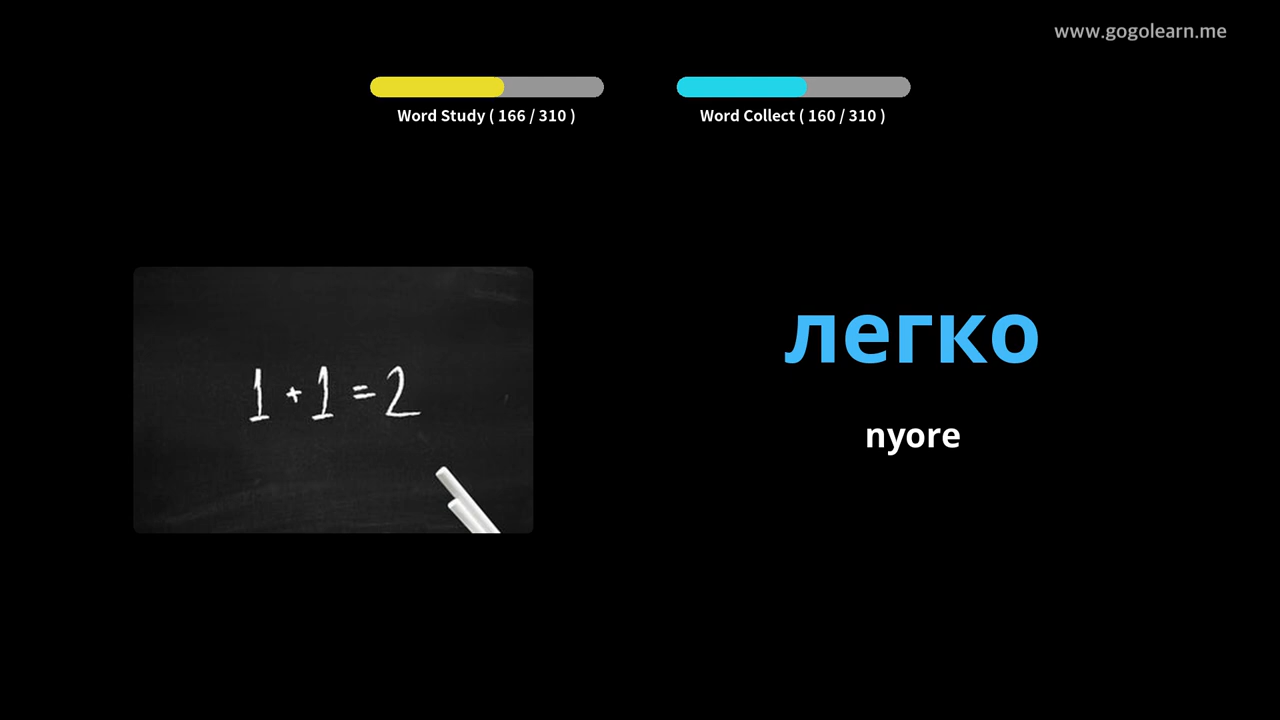 www.gogolearn.me
Word Study ( 166 / 310 )
Word Collect ( 160 / 310 )
1 + 1 = 2
легко
nyore